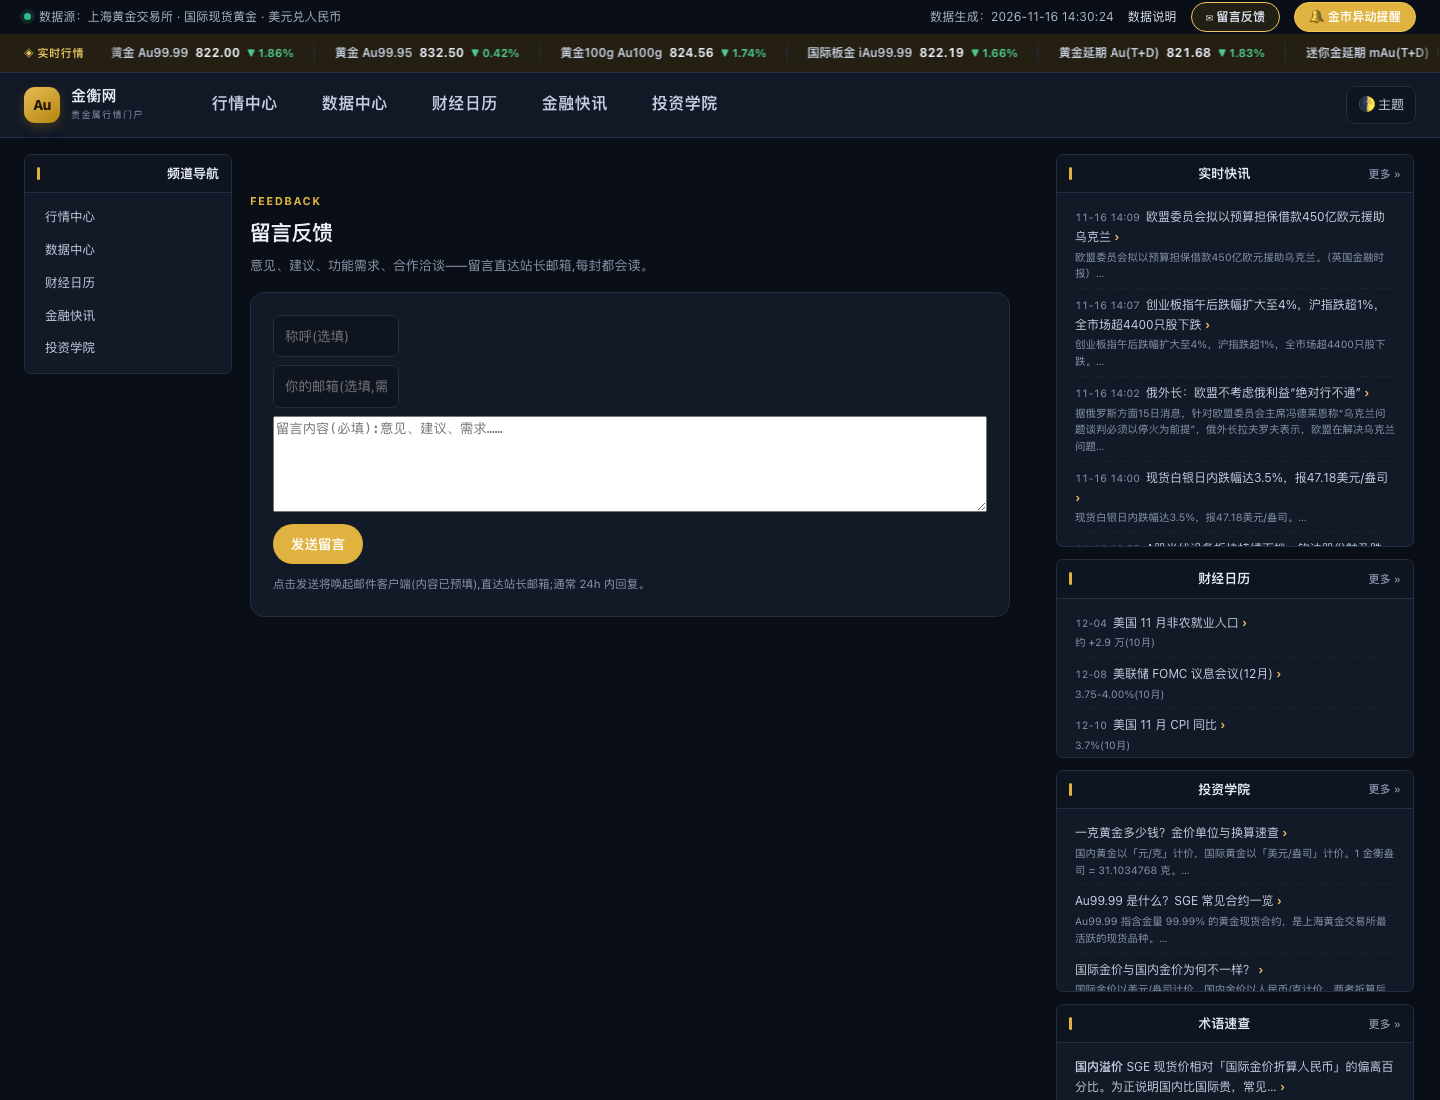 数据源：上海黄金交易所 · 国际现货黄金 · 美元兑人民币
数据生成：2026-11-16 14:30:24
数据说明
✉ 留言反馈
🔔 金市异动提醒
◈ 实时行情
黄金 Au99.99 822.00 ▼1.86%
黄金 Au99.95 832.50 ▼0.42%
黄金100g Au100g 824.56 ▼1.74%
国际板金 iAu99.99 822.19 ▼1.66%
黄金延期 Au(T+D) 821.68 ▼1.83%
迷你金延期 mAu(T+D)
Au
金衡网
贵金属行情门户
行情中心
数据中心
财经日历
金融快讯
投资学院
主题
频道导航
行情中心
数据中心
财经日历
金融快讯
投资学院
FEEDBACK
留言反馈
意见、建议、功能需求、合作洽谈——留言直达站长邮箱,每封都会读。
称呼(选填)
你的邮箱(选填,需
留言内容(必填):意见、建议、需求……
发送留言
点击发送将唤起邮件客户端(内容已预填),直达站长邮箱;通常 24h 内回复。
实时快讯
更多 »
11-16 14:09 欧盟委员会拟以预算担保借款450亿欧元援助
乌克兰 ›
欧盟委员会拟以预算担保借款450亿欧元援助乌克兰。（英国金融时
报）...
11-16 14:07 创业板指午后跌幅扩大至4%，沪指跌超1%，
全市场超4400只股下跌 ›
创业板指午后跌幅扩大至4%，沪指跌超1%，全市场超4400只股下
跌。...
11-16 14:02 俄外长：欧盟不考虑俄利益“绝对行不通” ›
据俄罗斯方面15日消息，针对欧盟委员会主席冯德莱恩称“乌克兰问
题谈判必须以停火为前提”，俄外长拉夫罗夫表示，欧盟在解决乌克兰
问题...
11-16 14:00 现货白银日内跌幅达3.5%，报47.18美元/盎司
›
现货白银日内跌幅达3.5%，报47.18美元/盎司。...
财经日历
更多 »
12-04 美国 11 月非农就业人口 ›
约 +2.9 万(10月)
12-08 美联储 FOMC 议息会议(12月) ›
3.75-4.00%(10月)
12-10 美国 11 月 CPI 同比 ›
3.7%(10月)
投资学院
更多 »
一克黄金多少钱？金价单位与换算速查 ›
国内黄金以「元/克」计价，国际黄金以「美元/盎司」计价。1 金衡盎
司 = 31.1034768 克。...
Au99.99 是什么？SGE 常见合约一览 ›
Au99.99 指含金量 99.99% 的黄金现货合约，是上海黄金交易所最
活跃的现货品种。...
国际金价与国内金价为何不一样？ ›
国际金价以美元/盎司计价，国内金价以人民币/克计价，两者折算后
术语速查
更多 »
国内溢价 SGE 现货价相对「国际金价折算人民币」的偏离百
分比。为正说明国内比国际贵，常见... ›